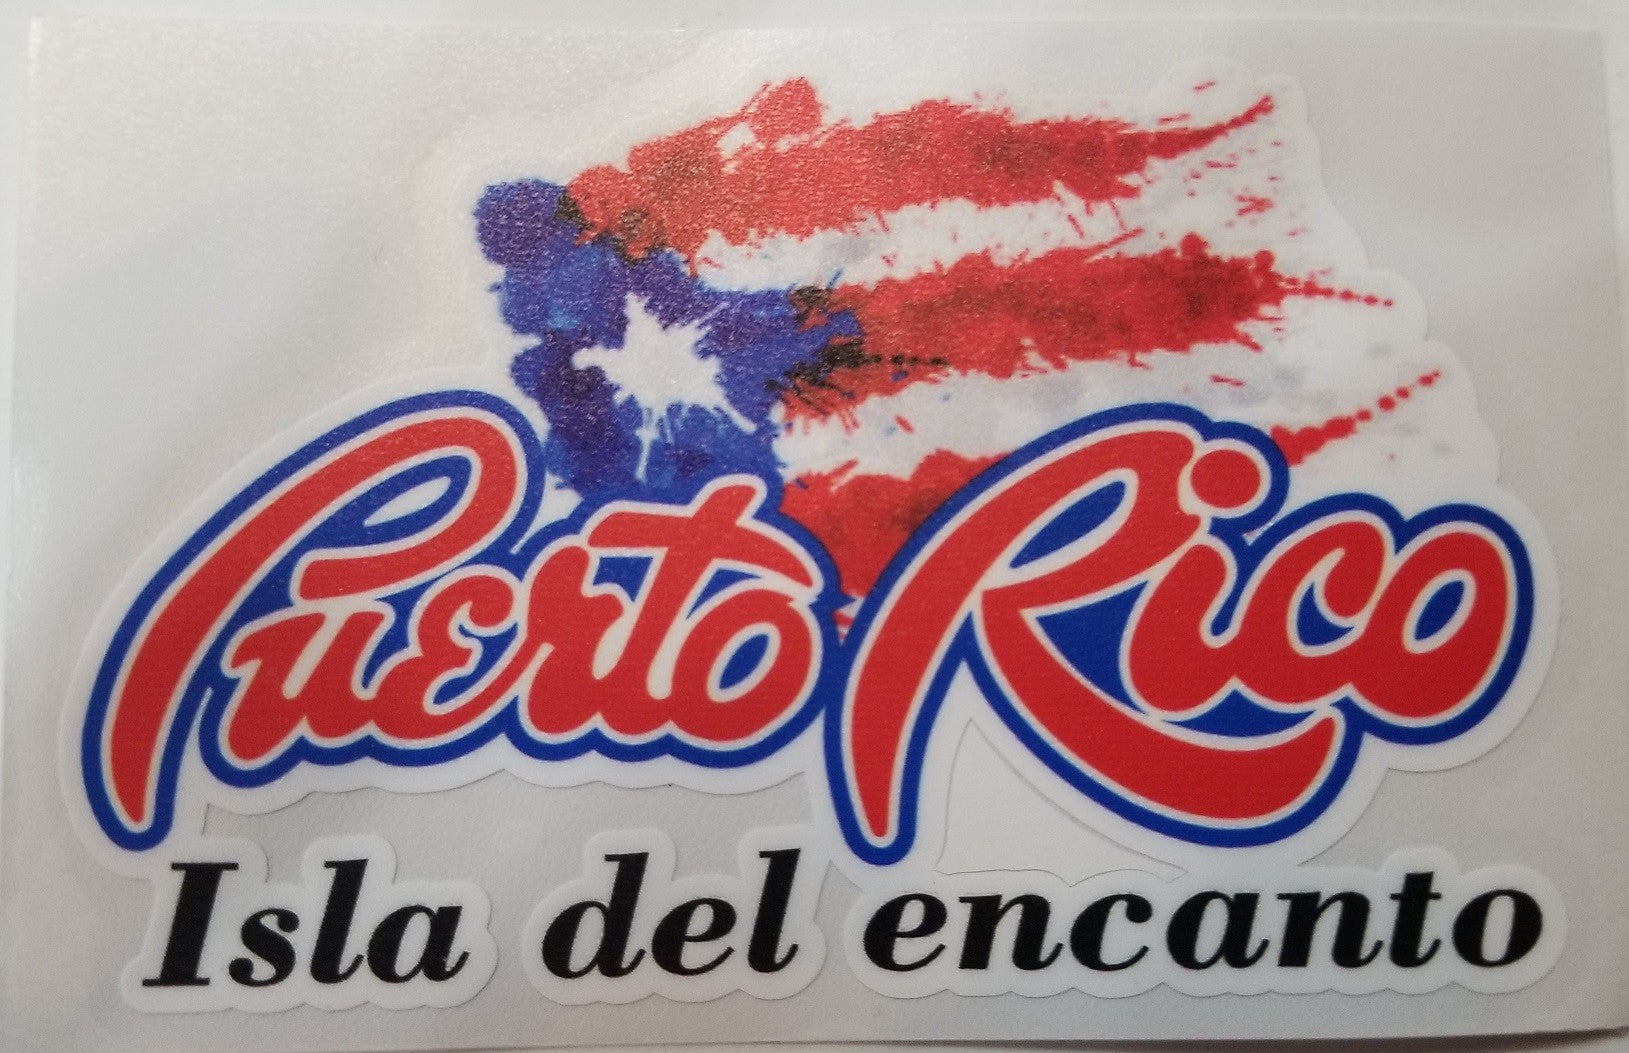 Puerto Rico
Isla del encanto